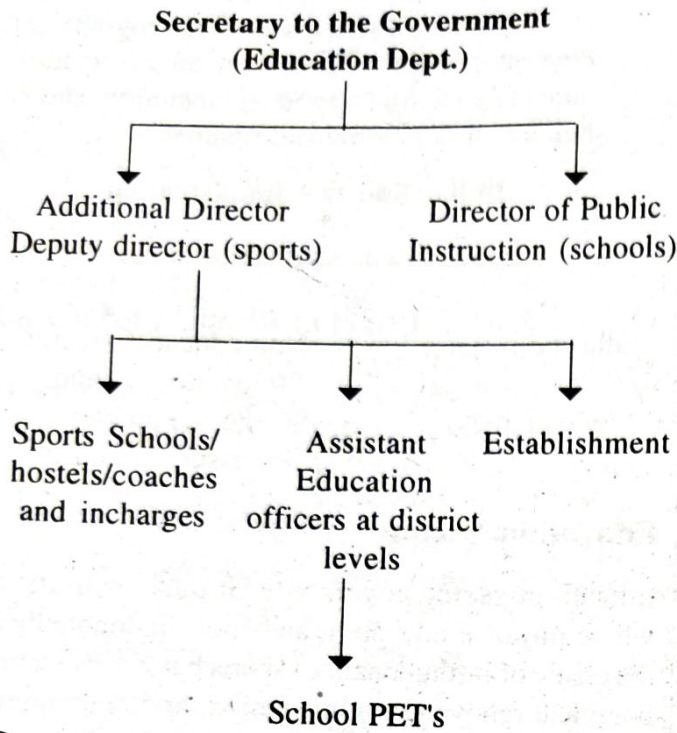 Secretary to the Government
(Education Dept.)
Additional Director
Deputy director (sports)
Director of Public
Instruction (schools)
Sports Schools/
hostels/coaches
and incharges
Assistant
Education
officers at district
levels
Establishment
School PET's